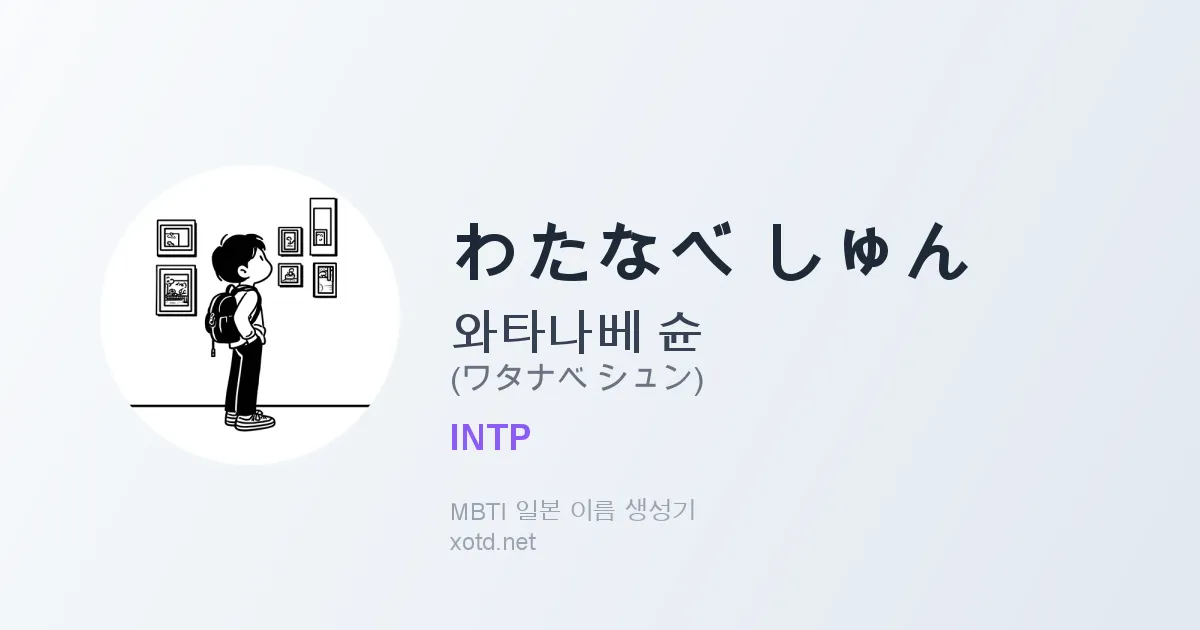 わたなべ しゅん
와타나베 슌
(ワタナベ シュン)
INTP
MBTI 일본 이름 생성기
xotd.net